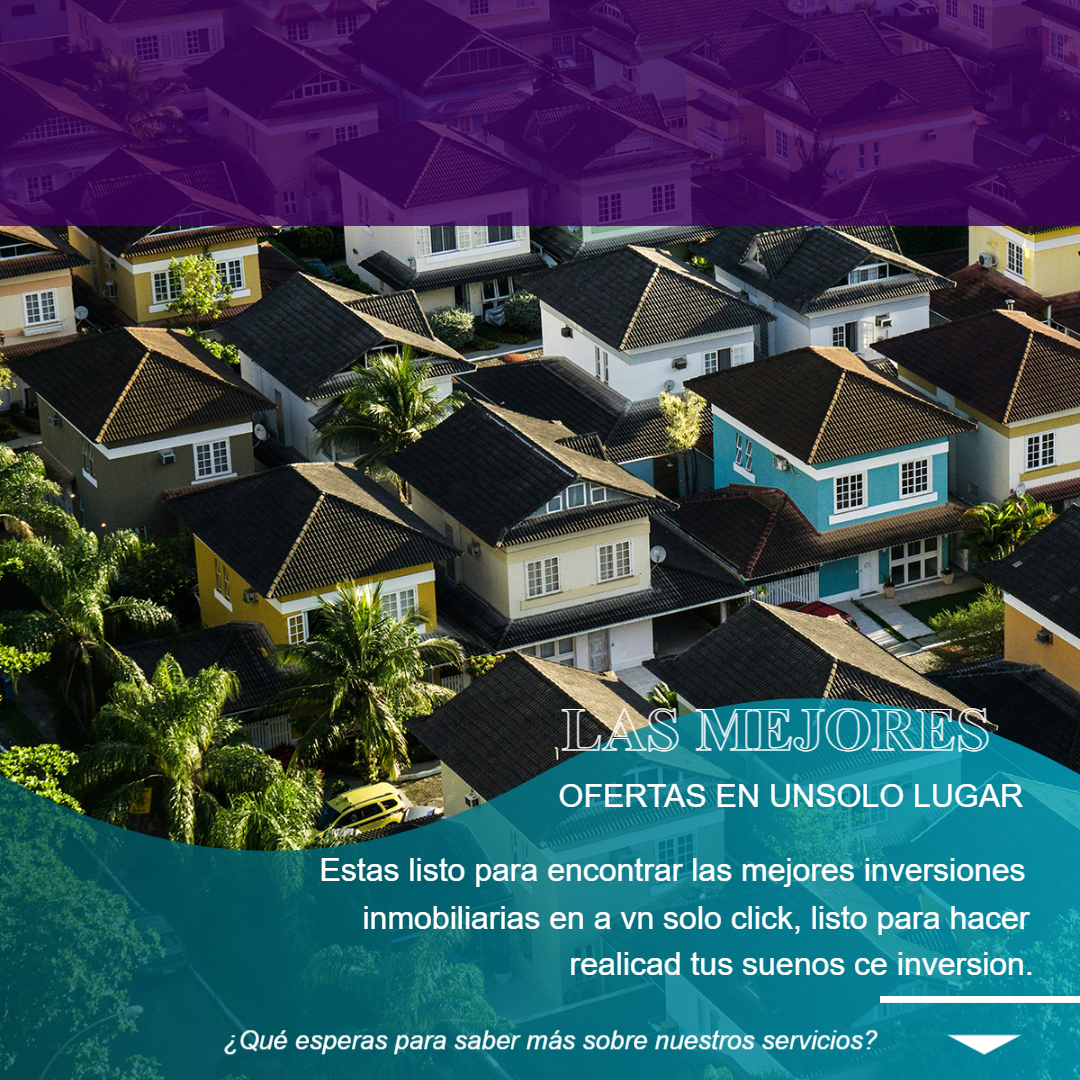 LAS MEJORES
OFERTAS EN UNSOLO LUGAR
Estas listo para encontrar las mejores inversiones
inmobiliarias en a vn solo click, listo para hacer
realicad tus suenos ce inversion.
¿Qué esperas para saber más sobre nuestros servicios?